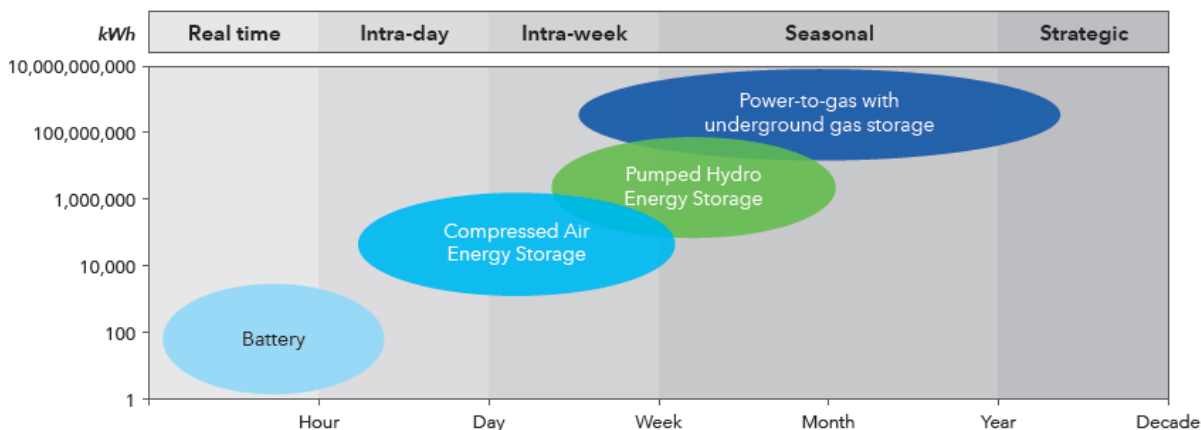 kWh Real time Intra-day Intra-week Seasonal Strategic
10,000,000,000
Power-to-gas with
underground gas storage
100,000,000
Pumped Hydro
Energy Storage
1,000,000
Compressed Air
Energy Storage
10,000
100
Battery
1
Hour Day Week Month Year Decade